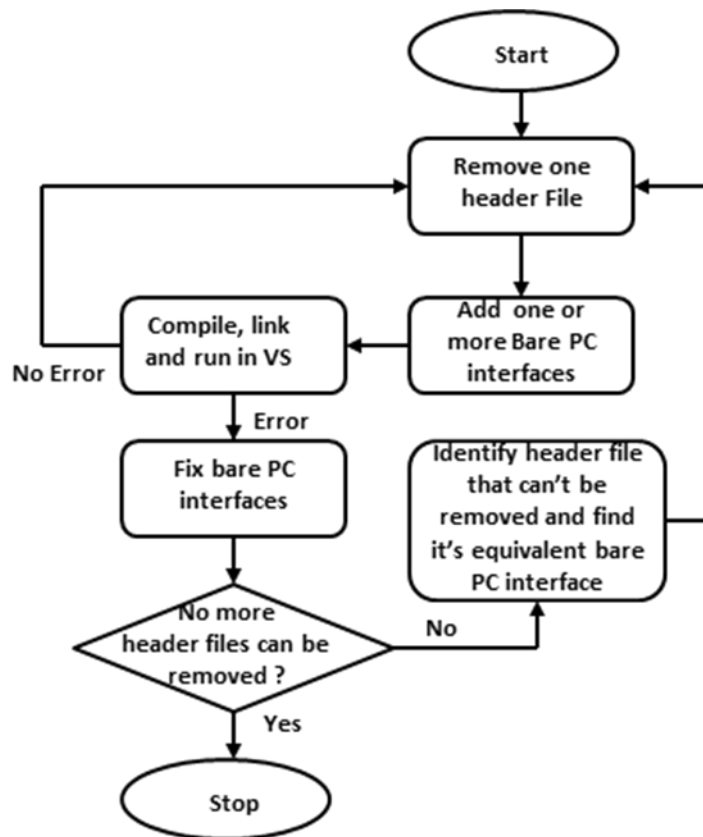 Start
Remove one
header File
Add one or
more Bare PC
interfaces
Compile, link
and run in VS
No Error
Error
Fix bare PC
interfaces
Identify header file
that can't be
removed and find
it's equivalent bare
PC interface
No more
header files can be
removed ?
No
Yes
Stop